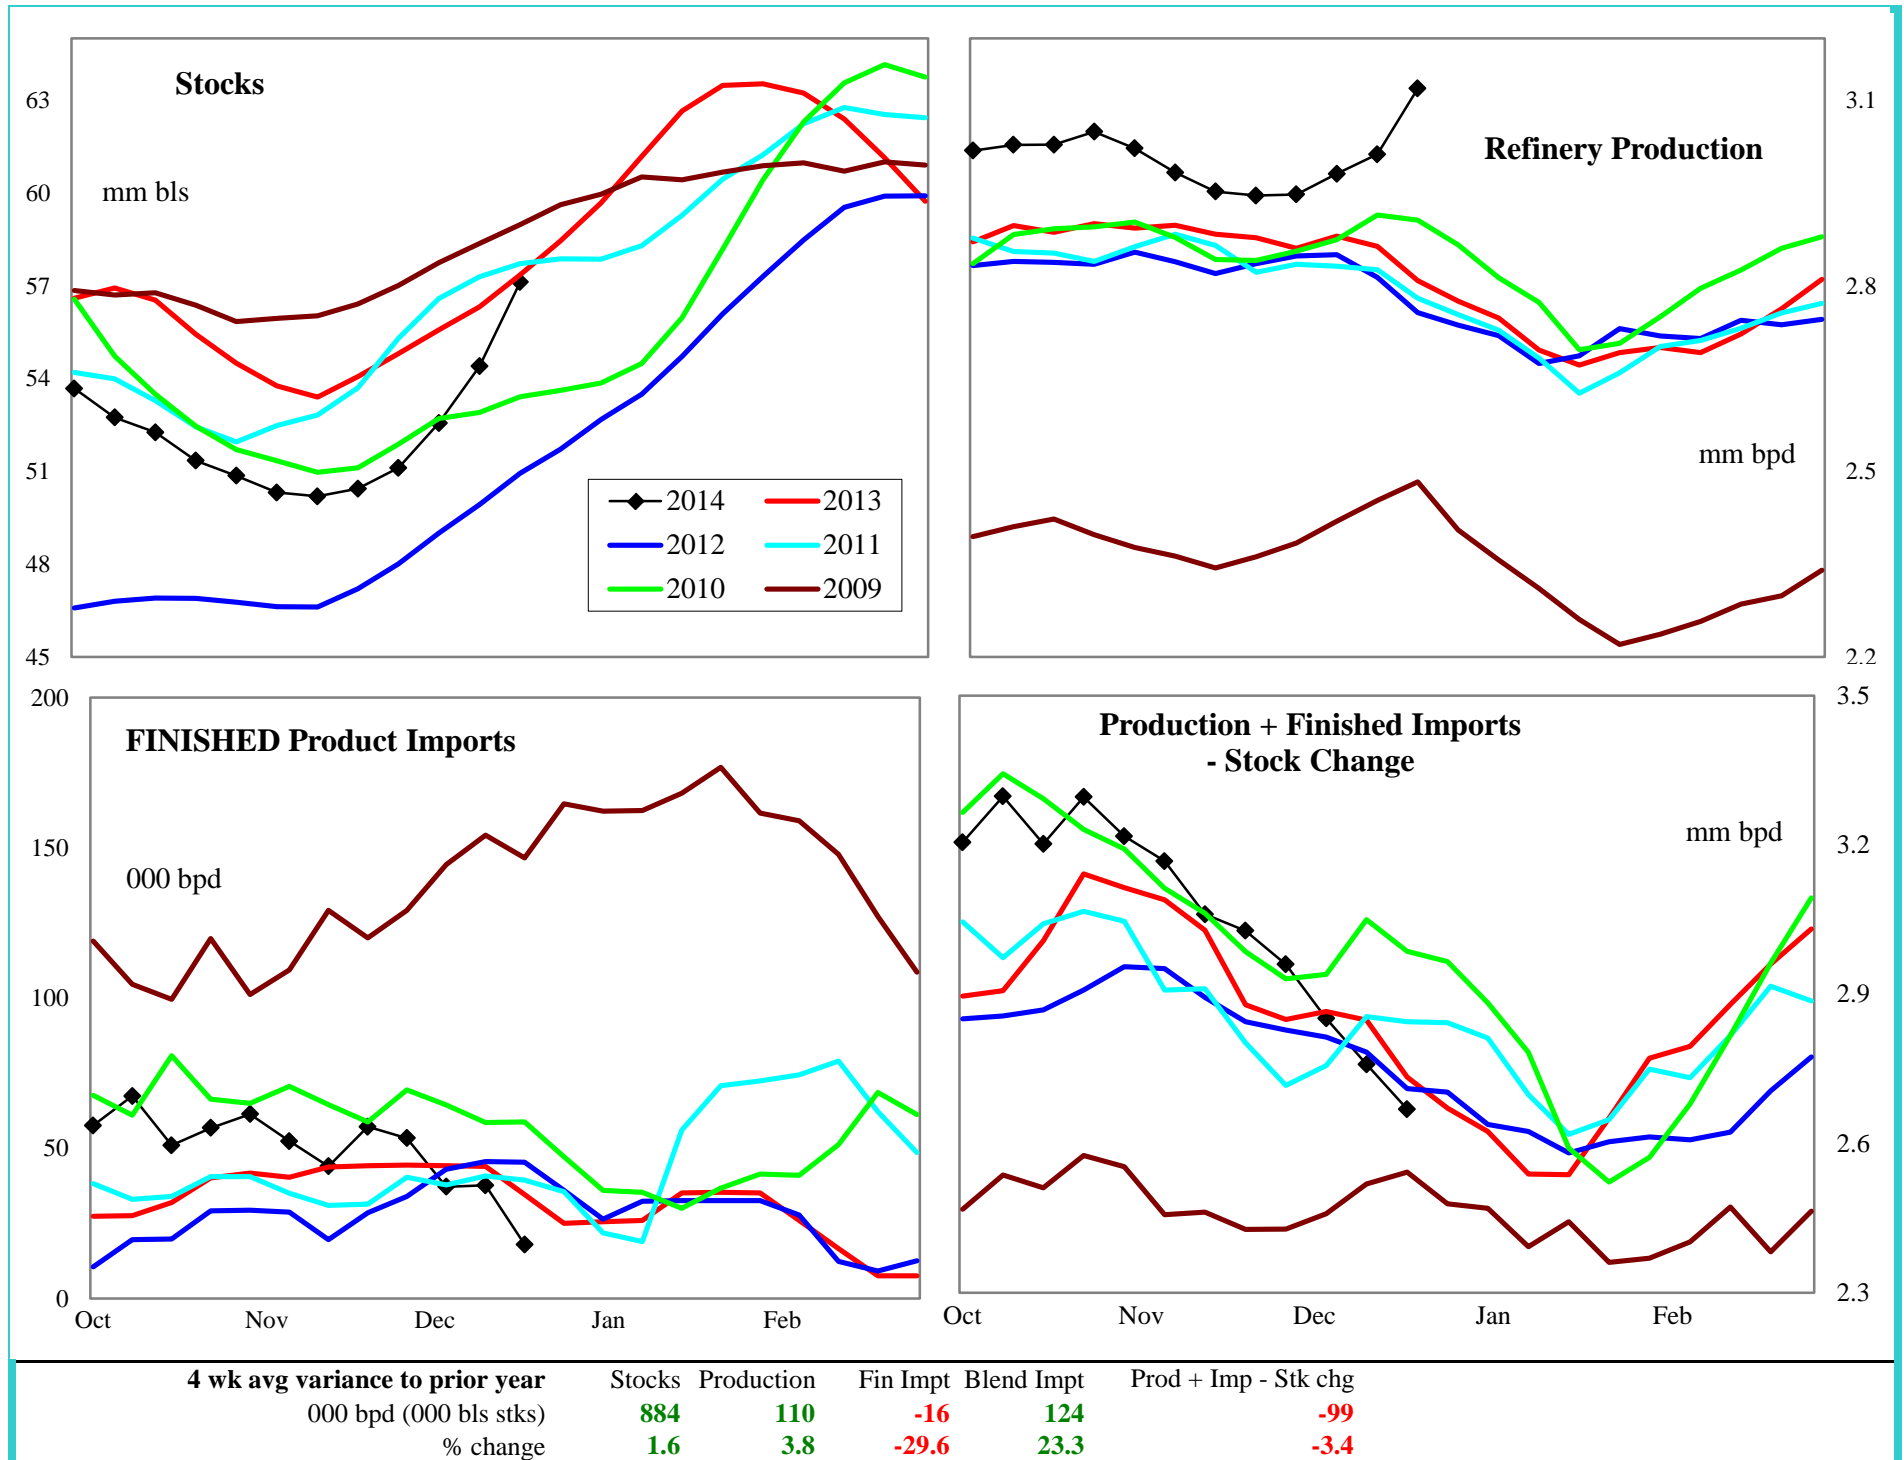 Stocks
mm bls
63
60
57
54
51
48
45
2014 2013
2012 2011
2010 2009
Refinery Production
mm bpd
3.1
2.8
2.5
2.2
FINISHED Product Imports
000 bpd
200
150
100
50
0
Oct Nov Dec Jan Feb
Production + Finished Imports
- Stock Change
mm bpd
3.5
3.2
2.9
2.6
2.3
Oct Nov Dec Jan Feb
4 wk avg variance to prior year Stocks Production Fin Impt Blend Impt Prod + Imp - Stk chg
000 bpd (000 bls stks) 884 110 -16 124 -99
% change 1.6 3.8 -29.6 23.3 -3.4